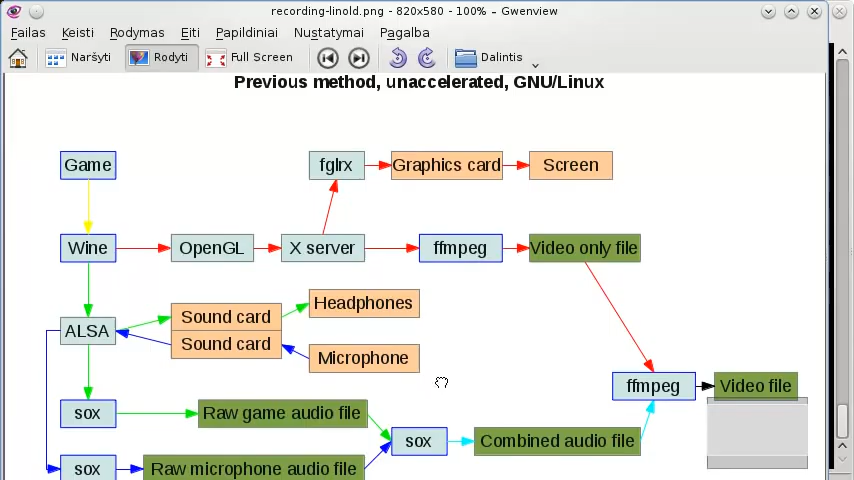 recording-linold.png - 820x580 - 100% – Gwenview
Failas Keisti Rodymas Eiti Papildiniai Nustatymai Pagalba
Naršyti Rodyti Full Screen Dalintis
Previous method, unaccelerated, GNU/Linux
Game fglrx Graphics card Screen
Wine OpenGL X server ffmpeg Video only file
Headphones
Sound card
ALSA
Sound card
Microphone
ffmpeg Video file
sox Raw game audio file
sox Combined audio file
sox Raw microphone audio file